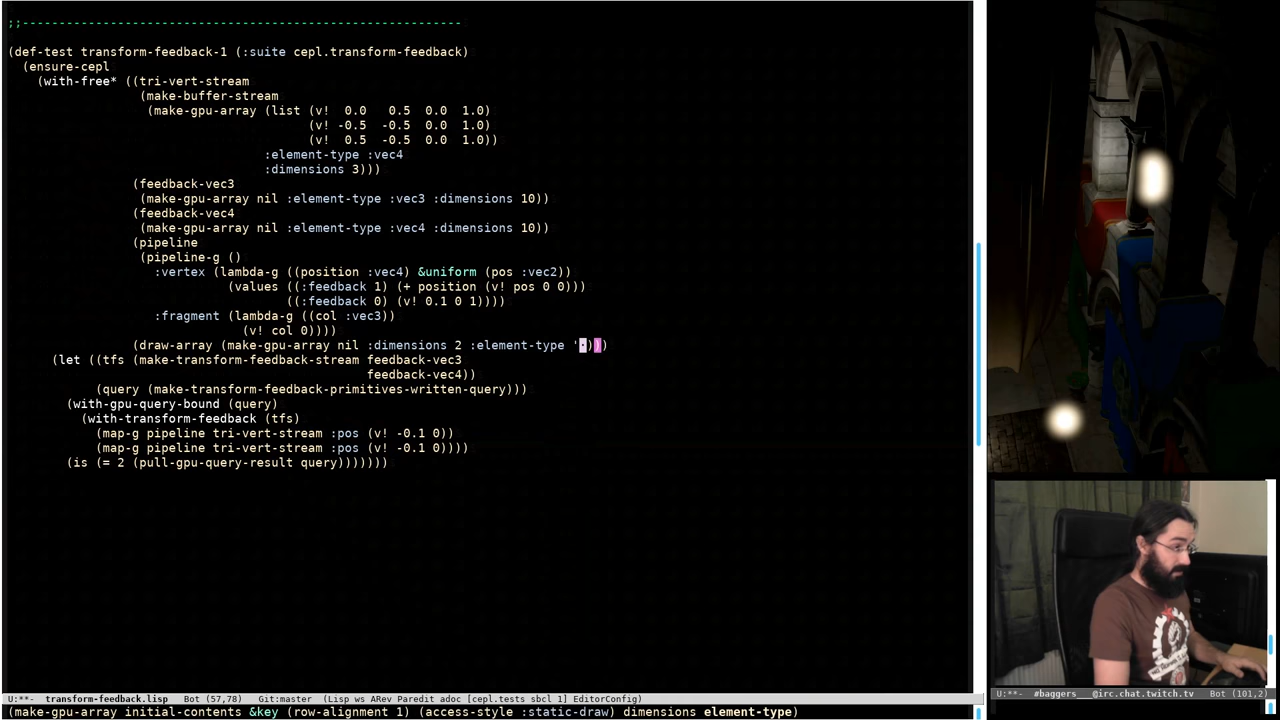 ;;------------------------------------------------------------
(def-test transform-feedback-1 (:suite cepl.transform-feedback)
  (ensure-cepl
    (with-free* ((tri-vert-stream
                  (make-buffer-stream
                   (make-gpu-array (list (v!  0.0   0.5  0.0  1.0)
                                         (v! -0.5  -0.5  0.0  1.0)
                                         (v!  0.5  -0.5  0.0  1.0))
                                   :element-type :vec4
                                   :dimensions 3)))
                 (feedback-vec3
                  (make-gpu-array nil :element-type :vec3 :dimensions 10))
                 (feedback-vec4
                  (make-gpu-array nil :element-type :vec4 :dimensions 10))
                 (pipeline
                  (pipeline-g ()
                    :vertex (lambda-g ((position :vec4) &uniform (pos :vec2))
                              (values ((:feedback 1) (+ position (v! pos 0 0)))
                                      ((:feedback 0) (v! 0.1 0 1))))
                    :fragment (lambda-g ((col :vec3))
                                (v! col 0))))
                 (draw-array (make-gpu-array nil :dimensions 2 :element-type '·)))
      (let ((tfs (make-transform-feedback-stream feedback-vec3
                                                 feedback-vec4))
            (query (make-transform-feedback-primitives-written-query)))
        (with-gpu-query-bound (query)
          (with-transform-feedback (tfs)
            (map-g pipeline tri-vert-stream :pos (v! -0.1 0))
            (map-g pipeline tri-vert-stream :pos (v! -0.1 0))))
        (is (= 2 (pull-gpu-query-result query)))))))
U:**-  transform-feedback.lisp   Bot (57,78)   Git:master  (Lisp ws ARev Paredit adoc [cepl.tests sbcl 1] EditorConfig)
U:**-  #baggers___@irc.chat.twitch.tv   Bot (101,2)
(make-gpu-array initial-contents &key (row-alignment 1) (access-style :static-draw) dimensions element-type)